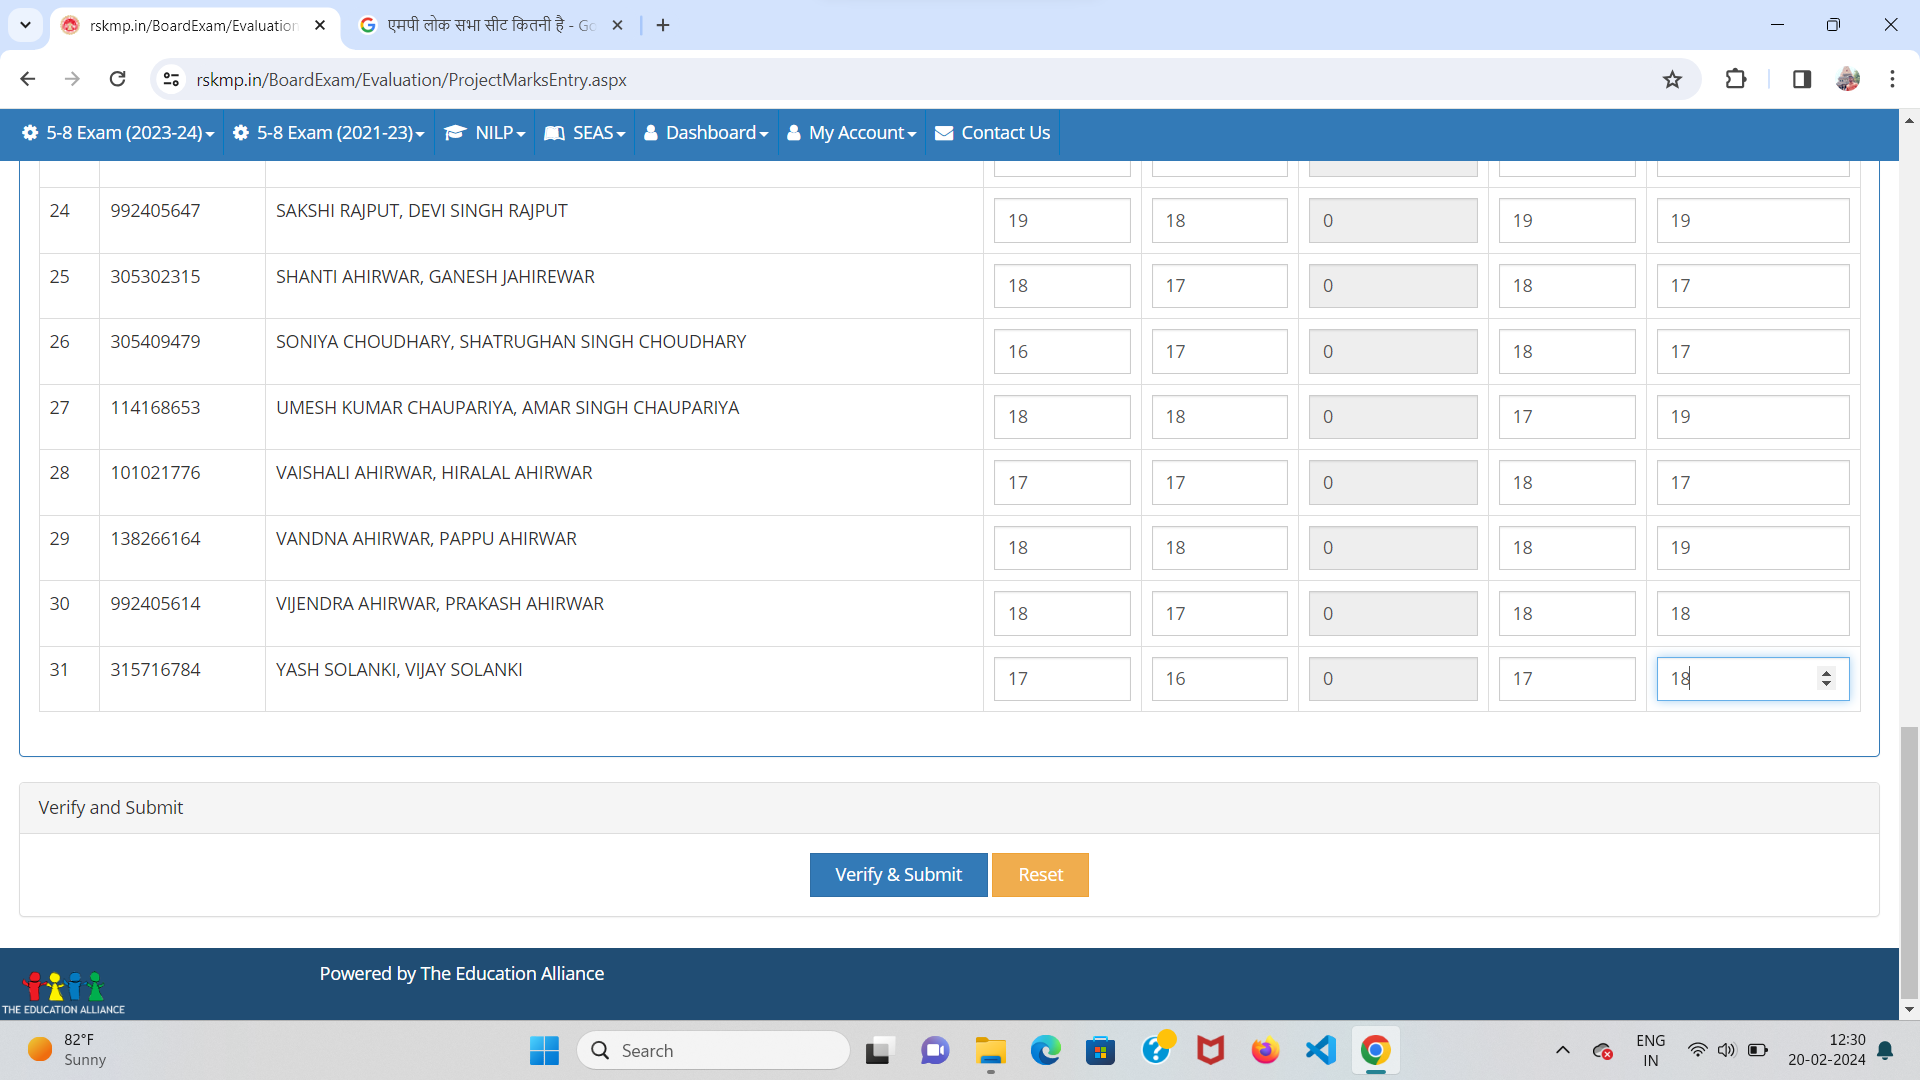 rskmp.in/BoardExam/Evaluation
एमपी लोक सभा सीट कितनी है - Go
rskmp.in/BoardExam/Evaluation/ProjectMarksEntry.aspx
5-8 Exam (2023-24) 5-8 Exam (2021-23) NILP SEAS Dashboard My Account Contact Us
24 992405647 SAKSHI RAJPUT, DEVI SINGH RAJPUT 19 18 0 19 19
25 305302315 SHANTI AHIRWAR, GANESH JAHIREWAR 18 17 0 18 17
26 305409479 SONIYA CHOUDHARY, SHATRUGHAN SINGH CHOUDHARY 16 17 0 18 17
27 114168653 UMESH KUMAR CHAUPARIYA, AMAR SINGH CHAUPARIYA 18 18 0 17 19
28 101021776 VAISHALI AHIRWAR, HIRALAL AHIRWAR 17 17 0 18 17
29 138266164 VANDNA AHIRWAR, PAPPU AHIRWAR 18 18 0 18 19
30 992405614 VIJENDRA AHIRWAR, PRAKASH AHIRWAR 18 17 0 18 18
31 315716784 YASH SOLANKI, VIJAY SOLANKI 17 16 0 17 18
Verify and Submit
Verify & Submit Reset
Powered by The Education Alliance
THE EDUCATION ALLIANCE
82°F
Sunny
Search
ENG
IN
12:30
20-02-2024